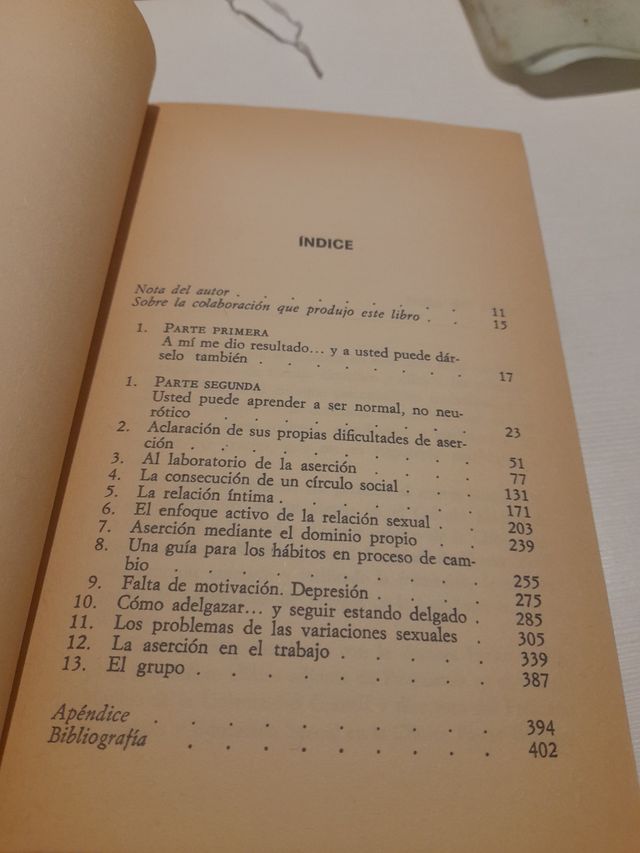 ÍNDICE
Nota del autor . . . . . . . 11
Sobre la colaboración que produjo este libro . . 15
1. PARTE PRIMERA
A mí me dio resultado... y a usted puede dár-
selo también . . . . . . . 17
1. PARTE SEGUNDA
Usted puede aprender a ser normal, no neu-
rótico . . . . . . . . 23
2. Aclaración de sus propias dificultades de aser-
ción . . . . . . . . 51
3. Al laboratorio de la aserción . . . . 77
4. La consecución de un círculo social . . . 131
5. La relación íntima . . . . . . 171
6. El enfoque activo de la relación sexual . . 203
7. Aserción mediante el dominio propio . . 239
8. Una guía para los hábitos en proceso de cam-
bio . . . . . . . . 255
9. Falta de motivación. Depresión . . . 275
10. Cómo adelgazar... y seguir estando delgado . 285
11. Los problemas de las variaciones sexuales . 305
12. La aserción en el trabajo . . . . 339
13. El grupo . . . . . . . 387
Apéndice . . . . . . . . . 394
Bibliografía . . . . . . . . 402